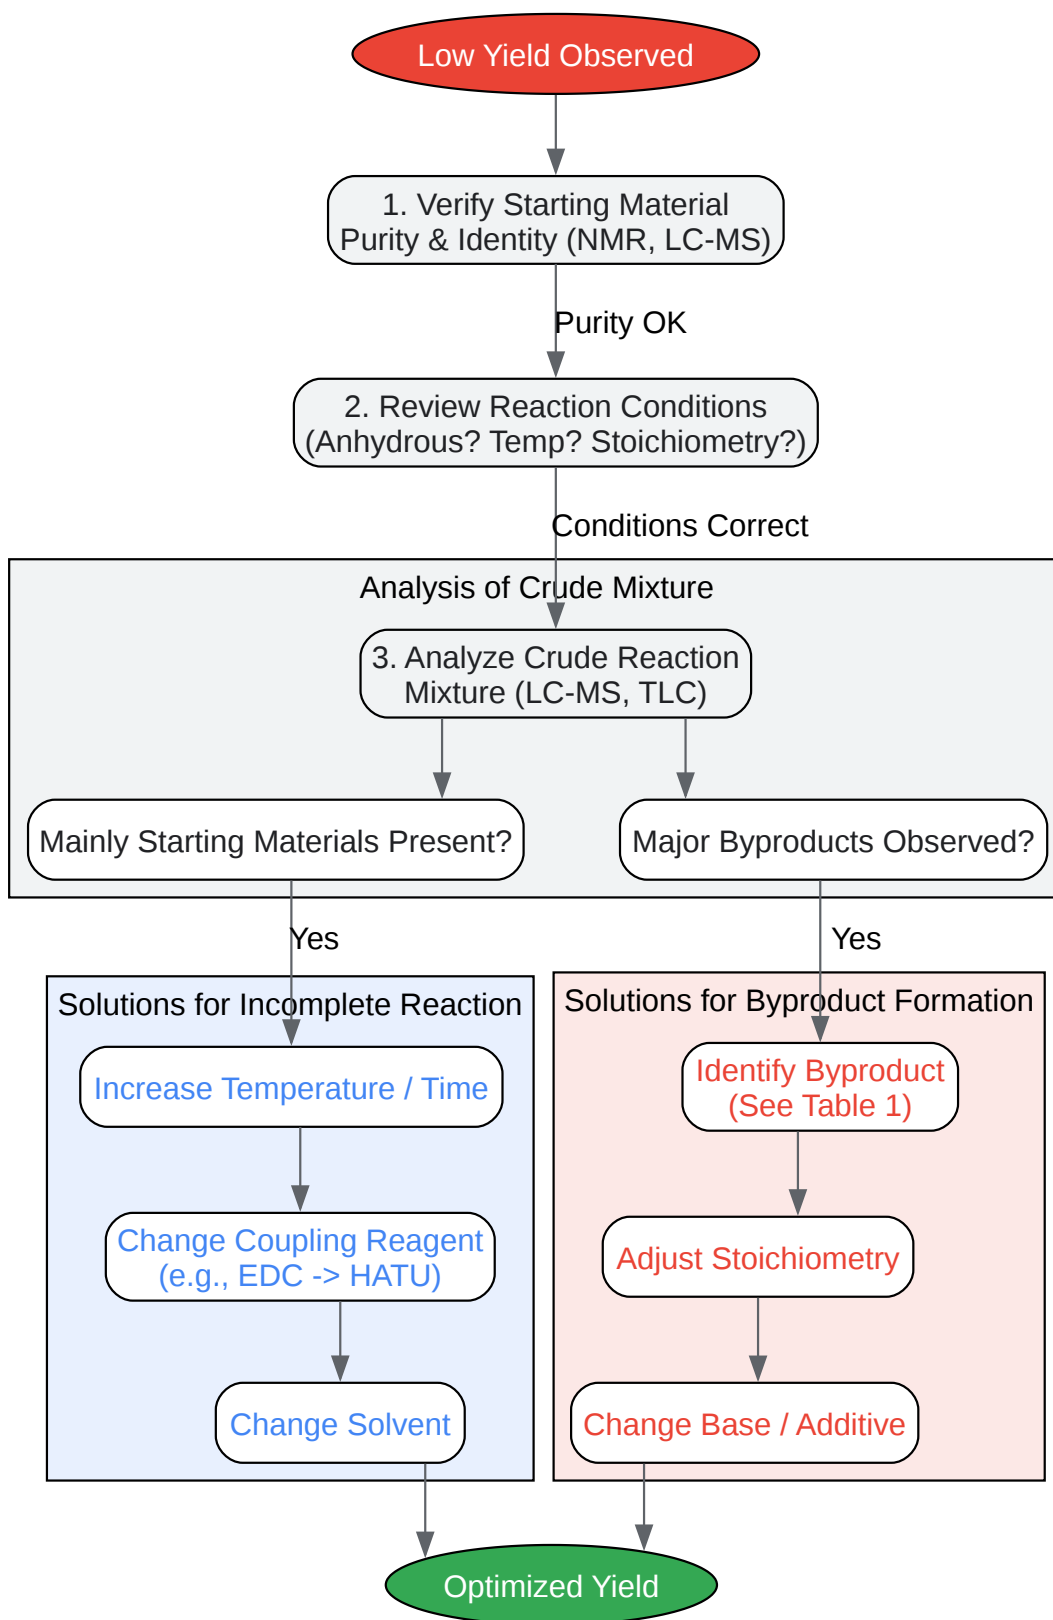 Low Yield Observed
1. Verify Starting Material
Purity & Identity (NMR, LC-MS)
Purity OK
2. Review Reaction Conditions
(Anhydrous? Temp? Stoichiometry?)
Conditions Correct
Analysis of Crude Mixture
3. Analyze Crude Reaction
Mixture (LC-MS, TLC)
Mainly Starting Materials Present?
Major Byproducts Observed?
Yes
Yes
Solutions for Incomplete Reaction
Increase Temperature / Time
Change Coupling Reagent
(e.g., EDC -> HATU)
Change Solvent
Solutions for Byproduct Formation
Identify Byproduct
(See Table 1)
Adjust Stoichiometry
Change Base / Additive
Optimized Yield